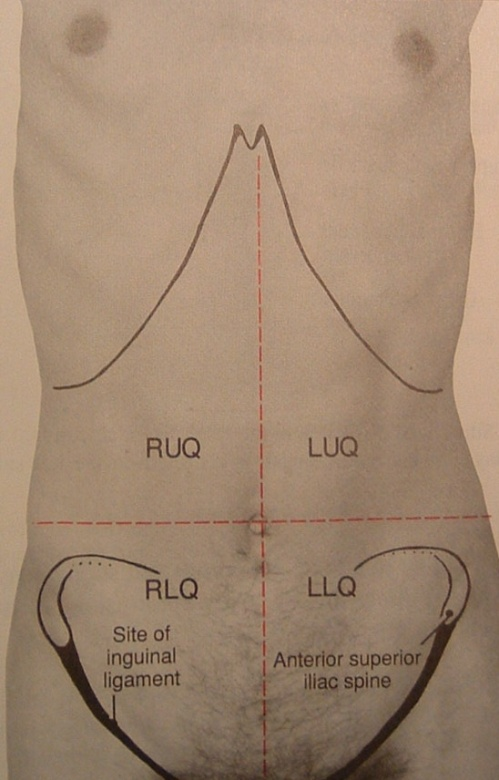 RUQ
LUQ
RLQ
LLQ
Site of
inguinal
ligament
Anterior superior
iliac spine